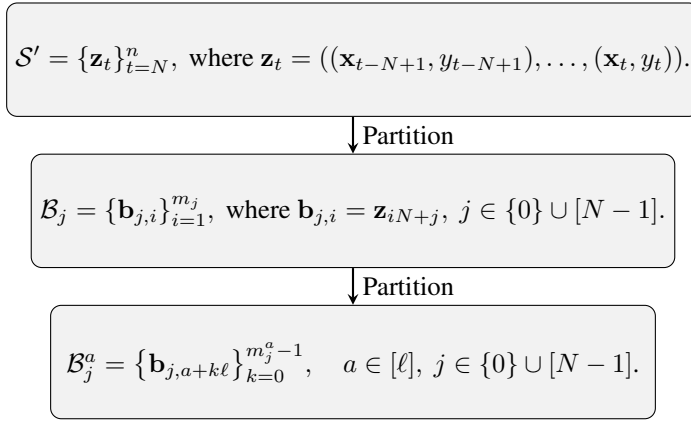 𝒮′ = {𝐳_t}_{t=N}^{n}, where 𝐳_t = ((𝐱_{t−N+1}, y_{t−N+1}), . . . , (𝐱_t, y_t)).
Partition
ℬ_j = {𝐛_{j,i}}_{i=1}^{m_j}, where 𝐛_{j,i} = 𝐳_{iN+j}, j ∈ {0} ∪ [N − 1].
Partition
ℬ_j^a = {𝐛_{j,a+kℓ}}_{k=0}^{m_j^a−1}, a ∈ [ℓ], j ∈ {0} ∪ [N − 1].